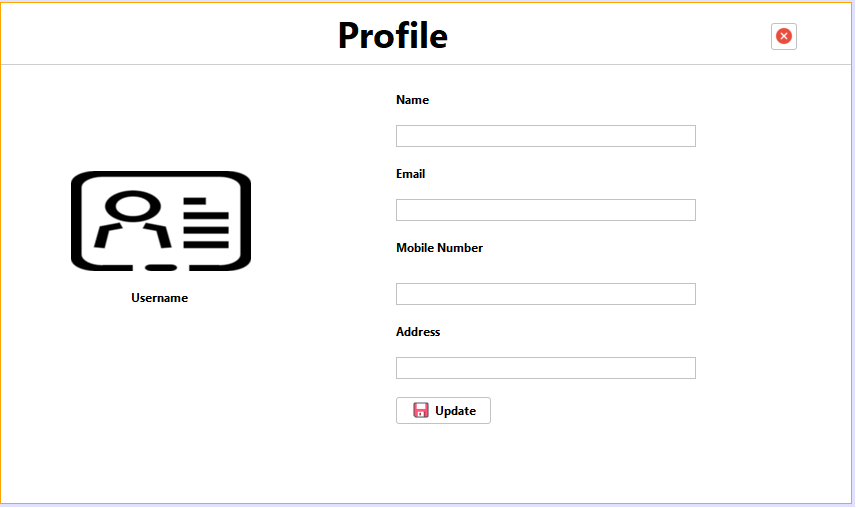 Profile
Name
Email
Mobile Number
Username
Address
Update